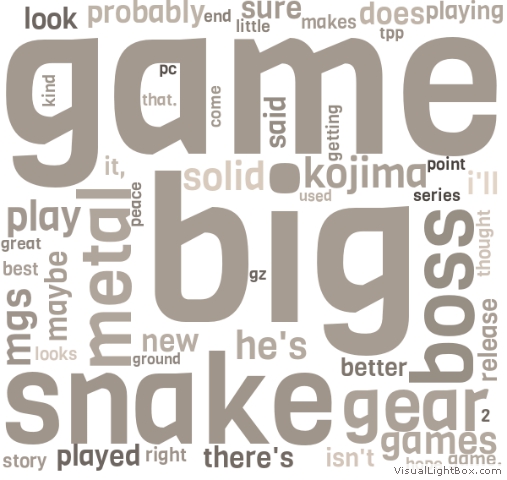 look probably end sure makes does playing
little tpp
game
kind pc that. come said getting
it, solid kojima point i'll
used series
play metal peace big boss thought
great
best maybe gz
mgs looks new he's release
ground better
snake gear 2
games
story played right there's isn't hope game.
VisualLightBox.com